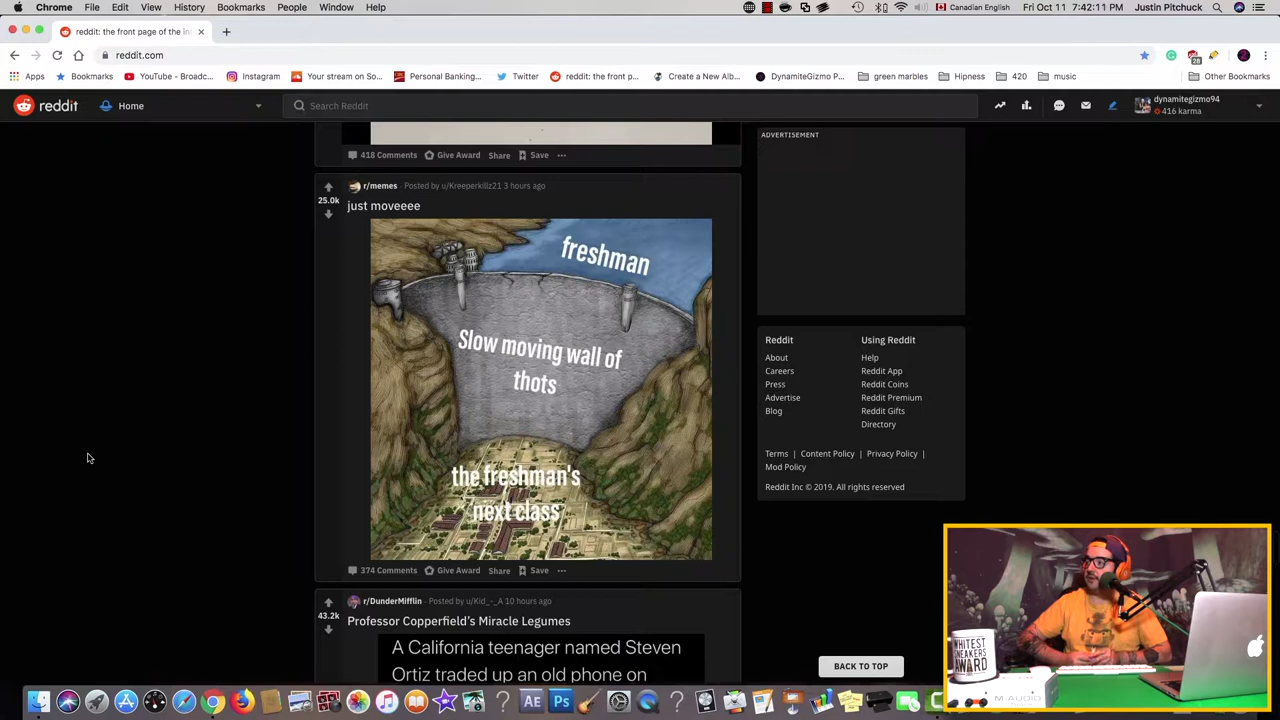 Chrome File Edit View History Bookmarks People Window Help Canadian English Fri Oct 11 7:42:11 PM Justin Pitchuck
reddit: the front page of the in
reddit.com
28
Apps Bookmarks YouTube - Broadc... Instagram Your stream on So... Personal Banking... Twitter reddit: the front p... Create a New Alb... DynamiteGizmo P... green marbles Hipness 420 music Other Bookmarks
reddit Home Search Reddit dynamitegizmo94
416 karma
ADVERTISEMENT
418 Comments Give Award Share Save ...
r/memes · Posted by u/Kreeperkillz21 3 hours ago
25.0k
just moveeee
freshman
Slow moving wall of
thots
the freshman's
next class
374 Comments Give Award Share Save ...
Reddit Using Reddit
About Help
Careers Reddit App
Press Reddit Coins
Advertise Reddit Premium
Blog Reddit Gifts
Directory
Terms | Content Policy | Privacy Policy |
Mod Policy
Reddit Inc © 2019. All rights reserved
r/DunderMifflin · Posted by u/Kid_-_A 10 hours ago
43.2k
Professor Copperfield's Miracle Legumes
A California teenager named Steven
Ortiz traded up an old phone on
BACK TO TOP
WHITEST
SNEAKERS
AWARD
M-AUDIO
Ae Ps